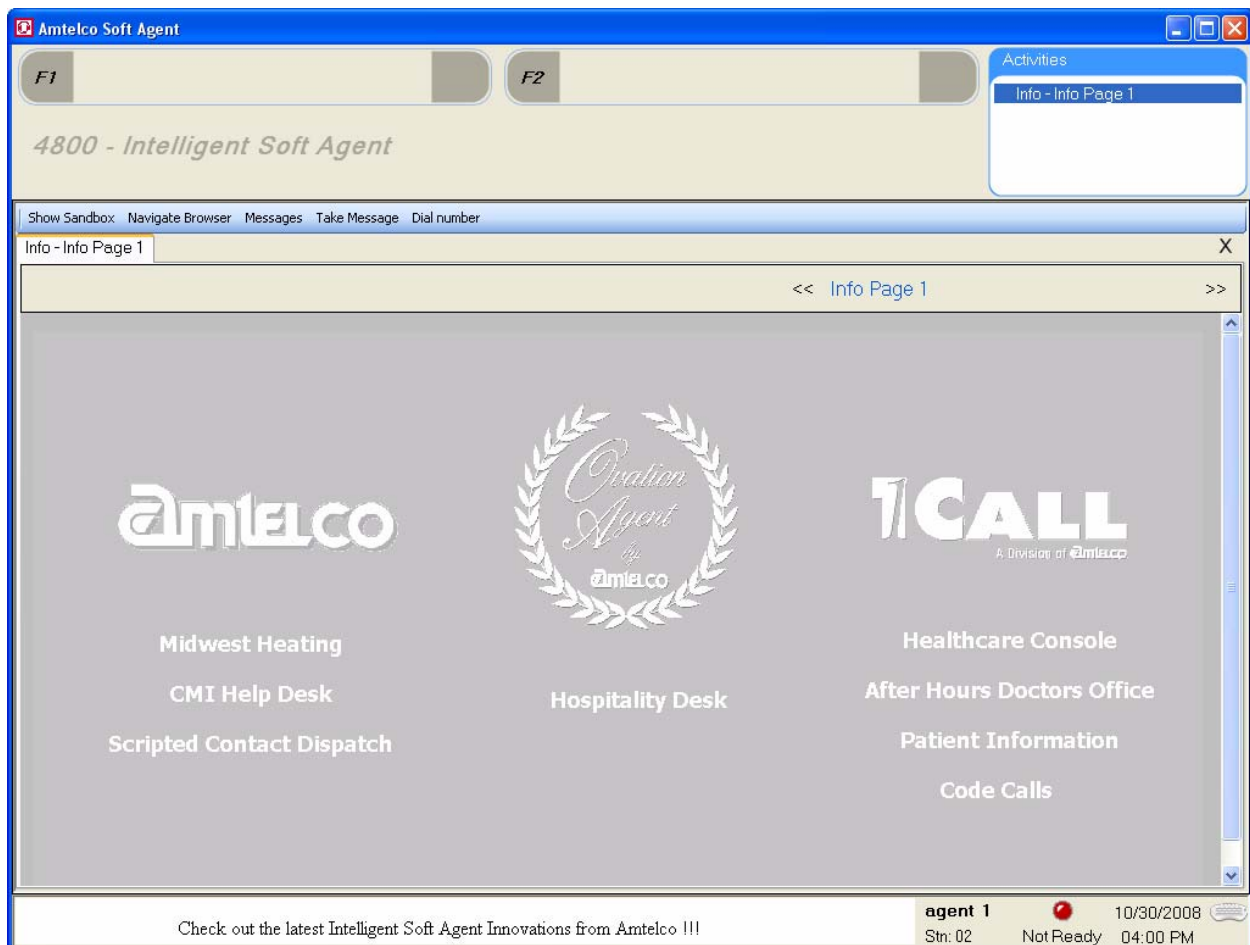 Amtelco Soft Agent
F1
F2
Activities
Info - Info Page 1
4800 - Intelligent Soft Agent
Show Sandbox Navigate Browser Messages Take Message Dial number
Info - Info Page 1 X
<< Info Page 1 >>
amtelco
Ovation
Agent
by
amtelco
1CALL
A Division of amtelco
Midwest Heating
CMI Help Desk
Scripted Contact Dispatch
Hospitality Desk
Healthcare Console
After Hours Doctors Office
Patient Information
Code Calls
Check out the latest Intelligent Soft Agent Innovations from Amtelco !!!
agent 1 10/30/2008
Stn: 02 Not Ready 04:00 PM